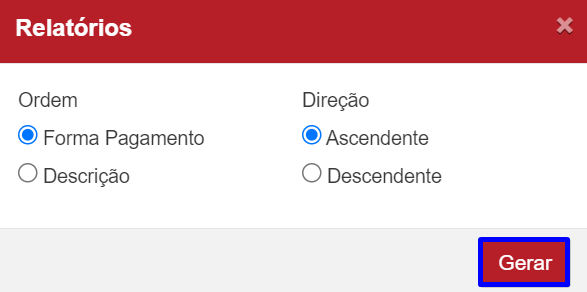 Relatórios ×
Ordem
Forma Pagamento
Descrição
Direção
Ascendente
Descendente
Gerar